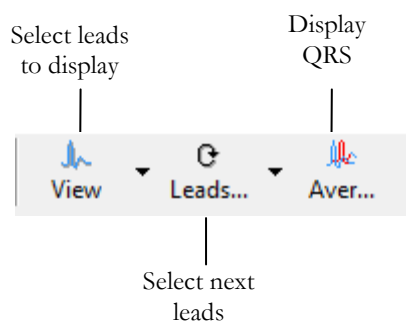 Select leads
to display
Display
QRS
View
Leads...
Aver...
Select next
leads